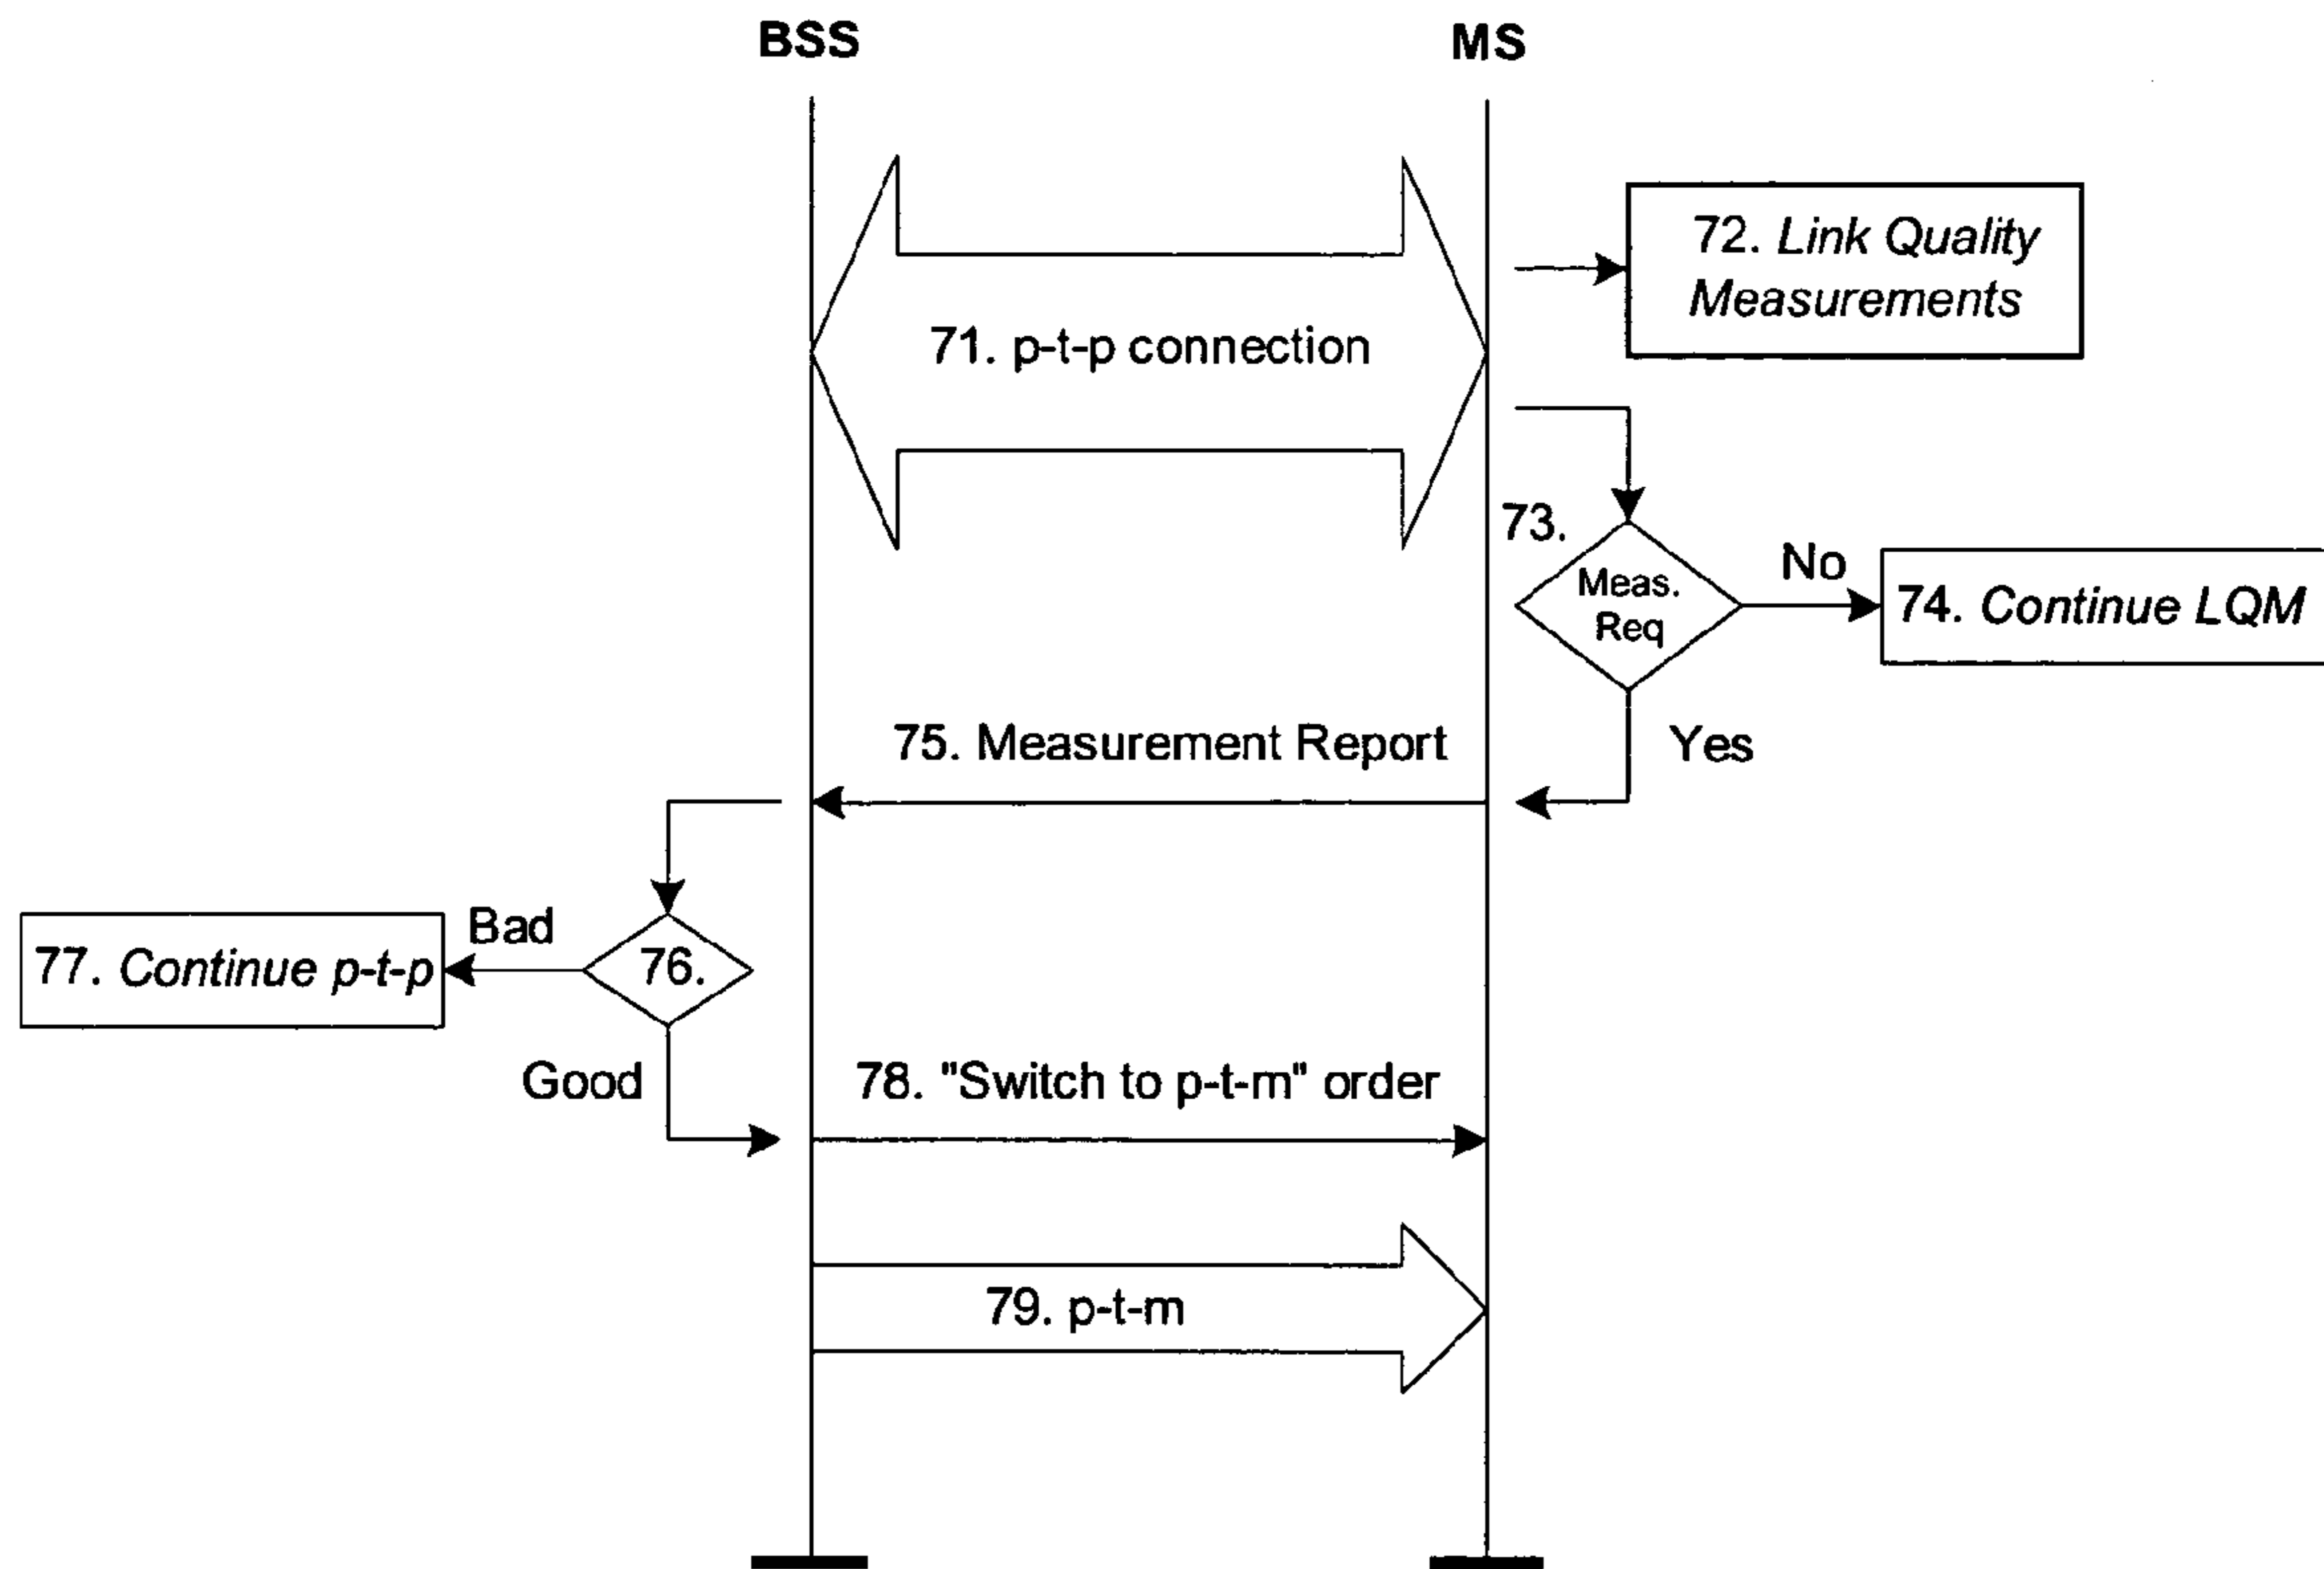 BSS
MS
72. Link Quality
Measurements
71. p-t-p connection
73.
Meas.
Req
No
74. Continue LQM
75. Measurement Report
Yes
Bad
77. Continue p-t-p
76.
Good
78. "Switch to p-t-m" order
79. p-t-m